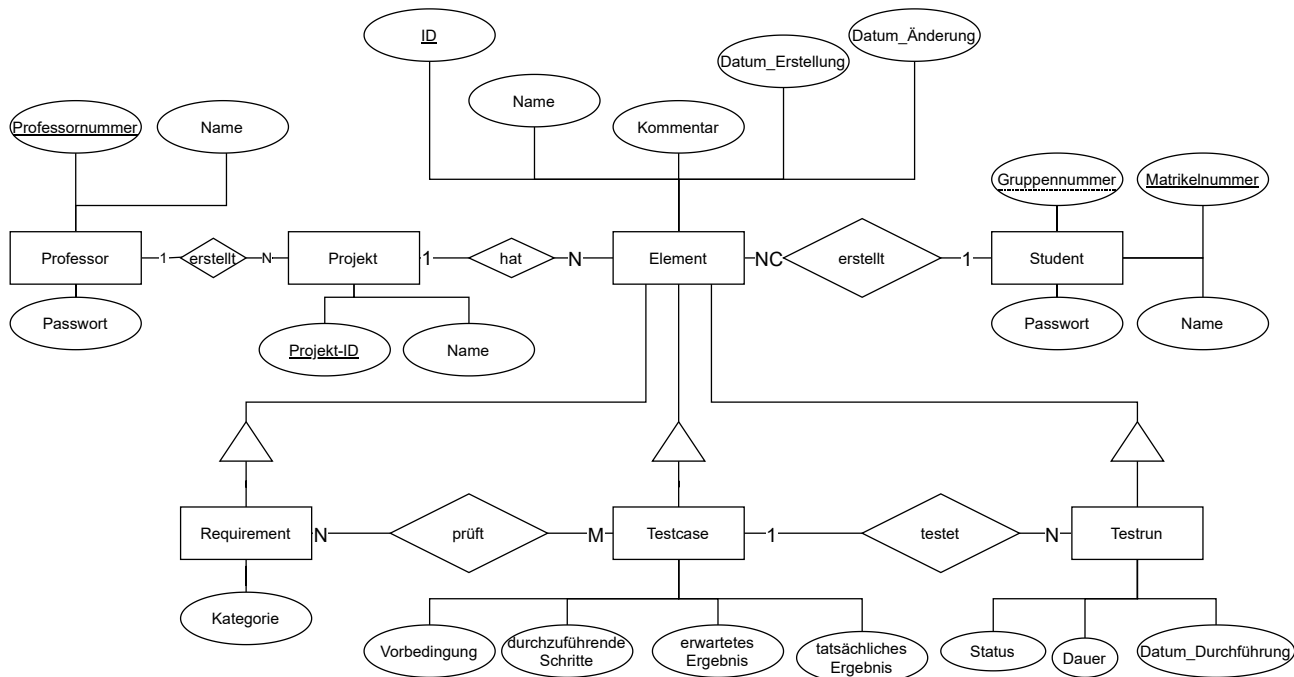 ID
Datum_Änderung
Datum_Erstellung
Name
Kommentar
Professornummer
Name
Gruppennummer
Matrikelnummer
Professor
1
erstellt
N
Projekt
1
hat
N
Element
NC
erstellt
1
Student
Passwort
Projekt-ID
Name
Passwort
Name
Requirement
N
prüft
M
Testcase
1
testet
N
Testrun
Kategorie
Vorbedingung
durchzuführende
Schritte
erwartetes
Ergebnis
tatsächliches
Ergebnis
Status
Dauer
Datum_Durchführung